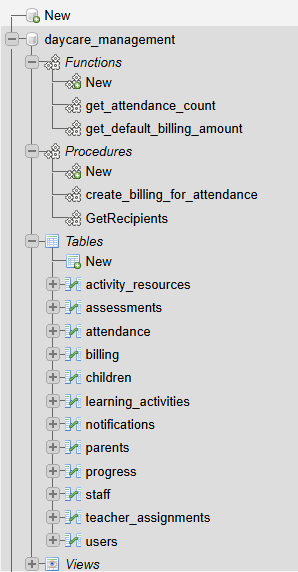 New
daycare_management
Functions
New
get_attendance_count
get_default_billing_amount
Procedures
New
create_billing_for_attendance
GetRecipients
Tables
New
activity_resources
assessments
attendance
billing
children
learning_activities
notifications
parents
progress
staff
teacher_assignments
users
Views